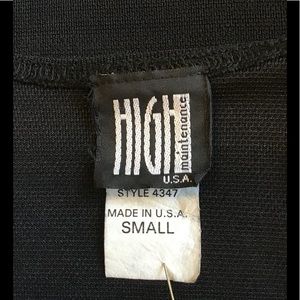 HIGH
maintenance
U.S.A.
STYLE 4347
MADE IN U.S.A.
SMALL